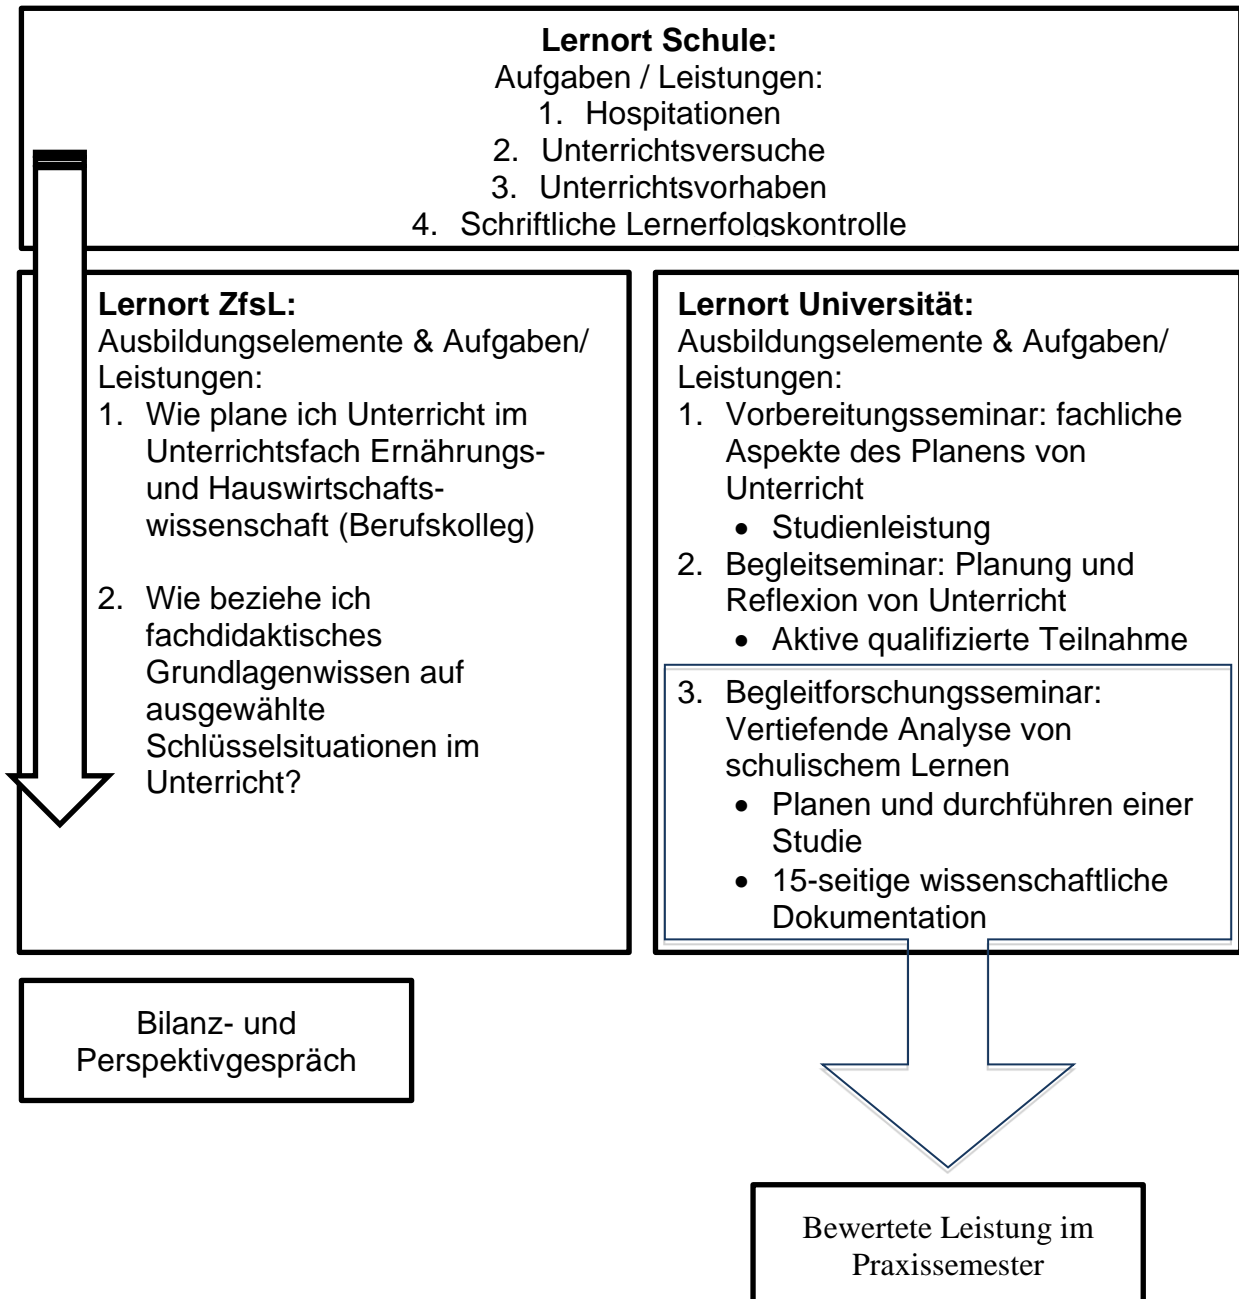 Lernort Schule:
Aufgaben / Leistungen:
1. Hospitationen
2. Unterrichtsversuche
3. Unterrichtsvorhaben
4. Schriftliche Lernerfolgskontrolle
Lernort ZfsL:
Ausbildungselemente & Aufgaben/
Leistungen:
1. Wie plane ich Unterricht im
Unterrichtsfach Ernährungs-
und Hauswirtschafts-
wissenschaft (Berufskolleg)
2. Wie beziehe ich
fachdidaktisches
Grundlagenwissen auf
ausgewählte
Schlüsselsituationen im
Unterricht?
Lernort Universität:
Ausbildungselemente & Aufgaben/
Leistungen:
1. Vorbereitungsseminar: fachliche
Aspekte des Planens von
Unterricht
• Studienleistung
2. Begleitseminar: Planung und
Reflexion von Unterricht
• Aktive qualifizierte Teilnahme
3. Begleitforschungsseminar:
Vertiefende Analyse von
schulischem Lernen
• Planen und durchführen einer
Studie
• 15-seitige wissenschaftliche
Dokumentation
Bilanz- und
Perspektivgespräch
Bewertete Leistung im
Praxissemester